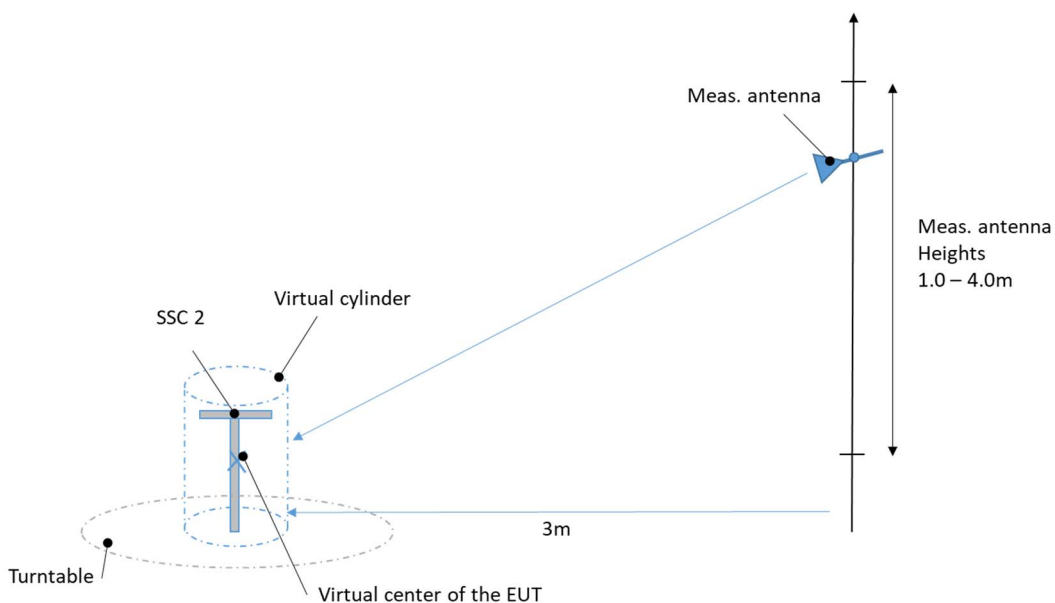 Meas. antenna
Meas. antenna
Heights
1.0 – 4.0m
Virtual cylinder
SSC 2
3m
Turntable
Virtual center of the EUT